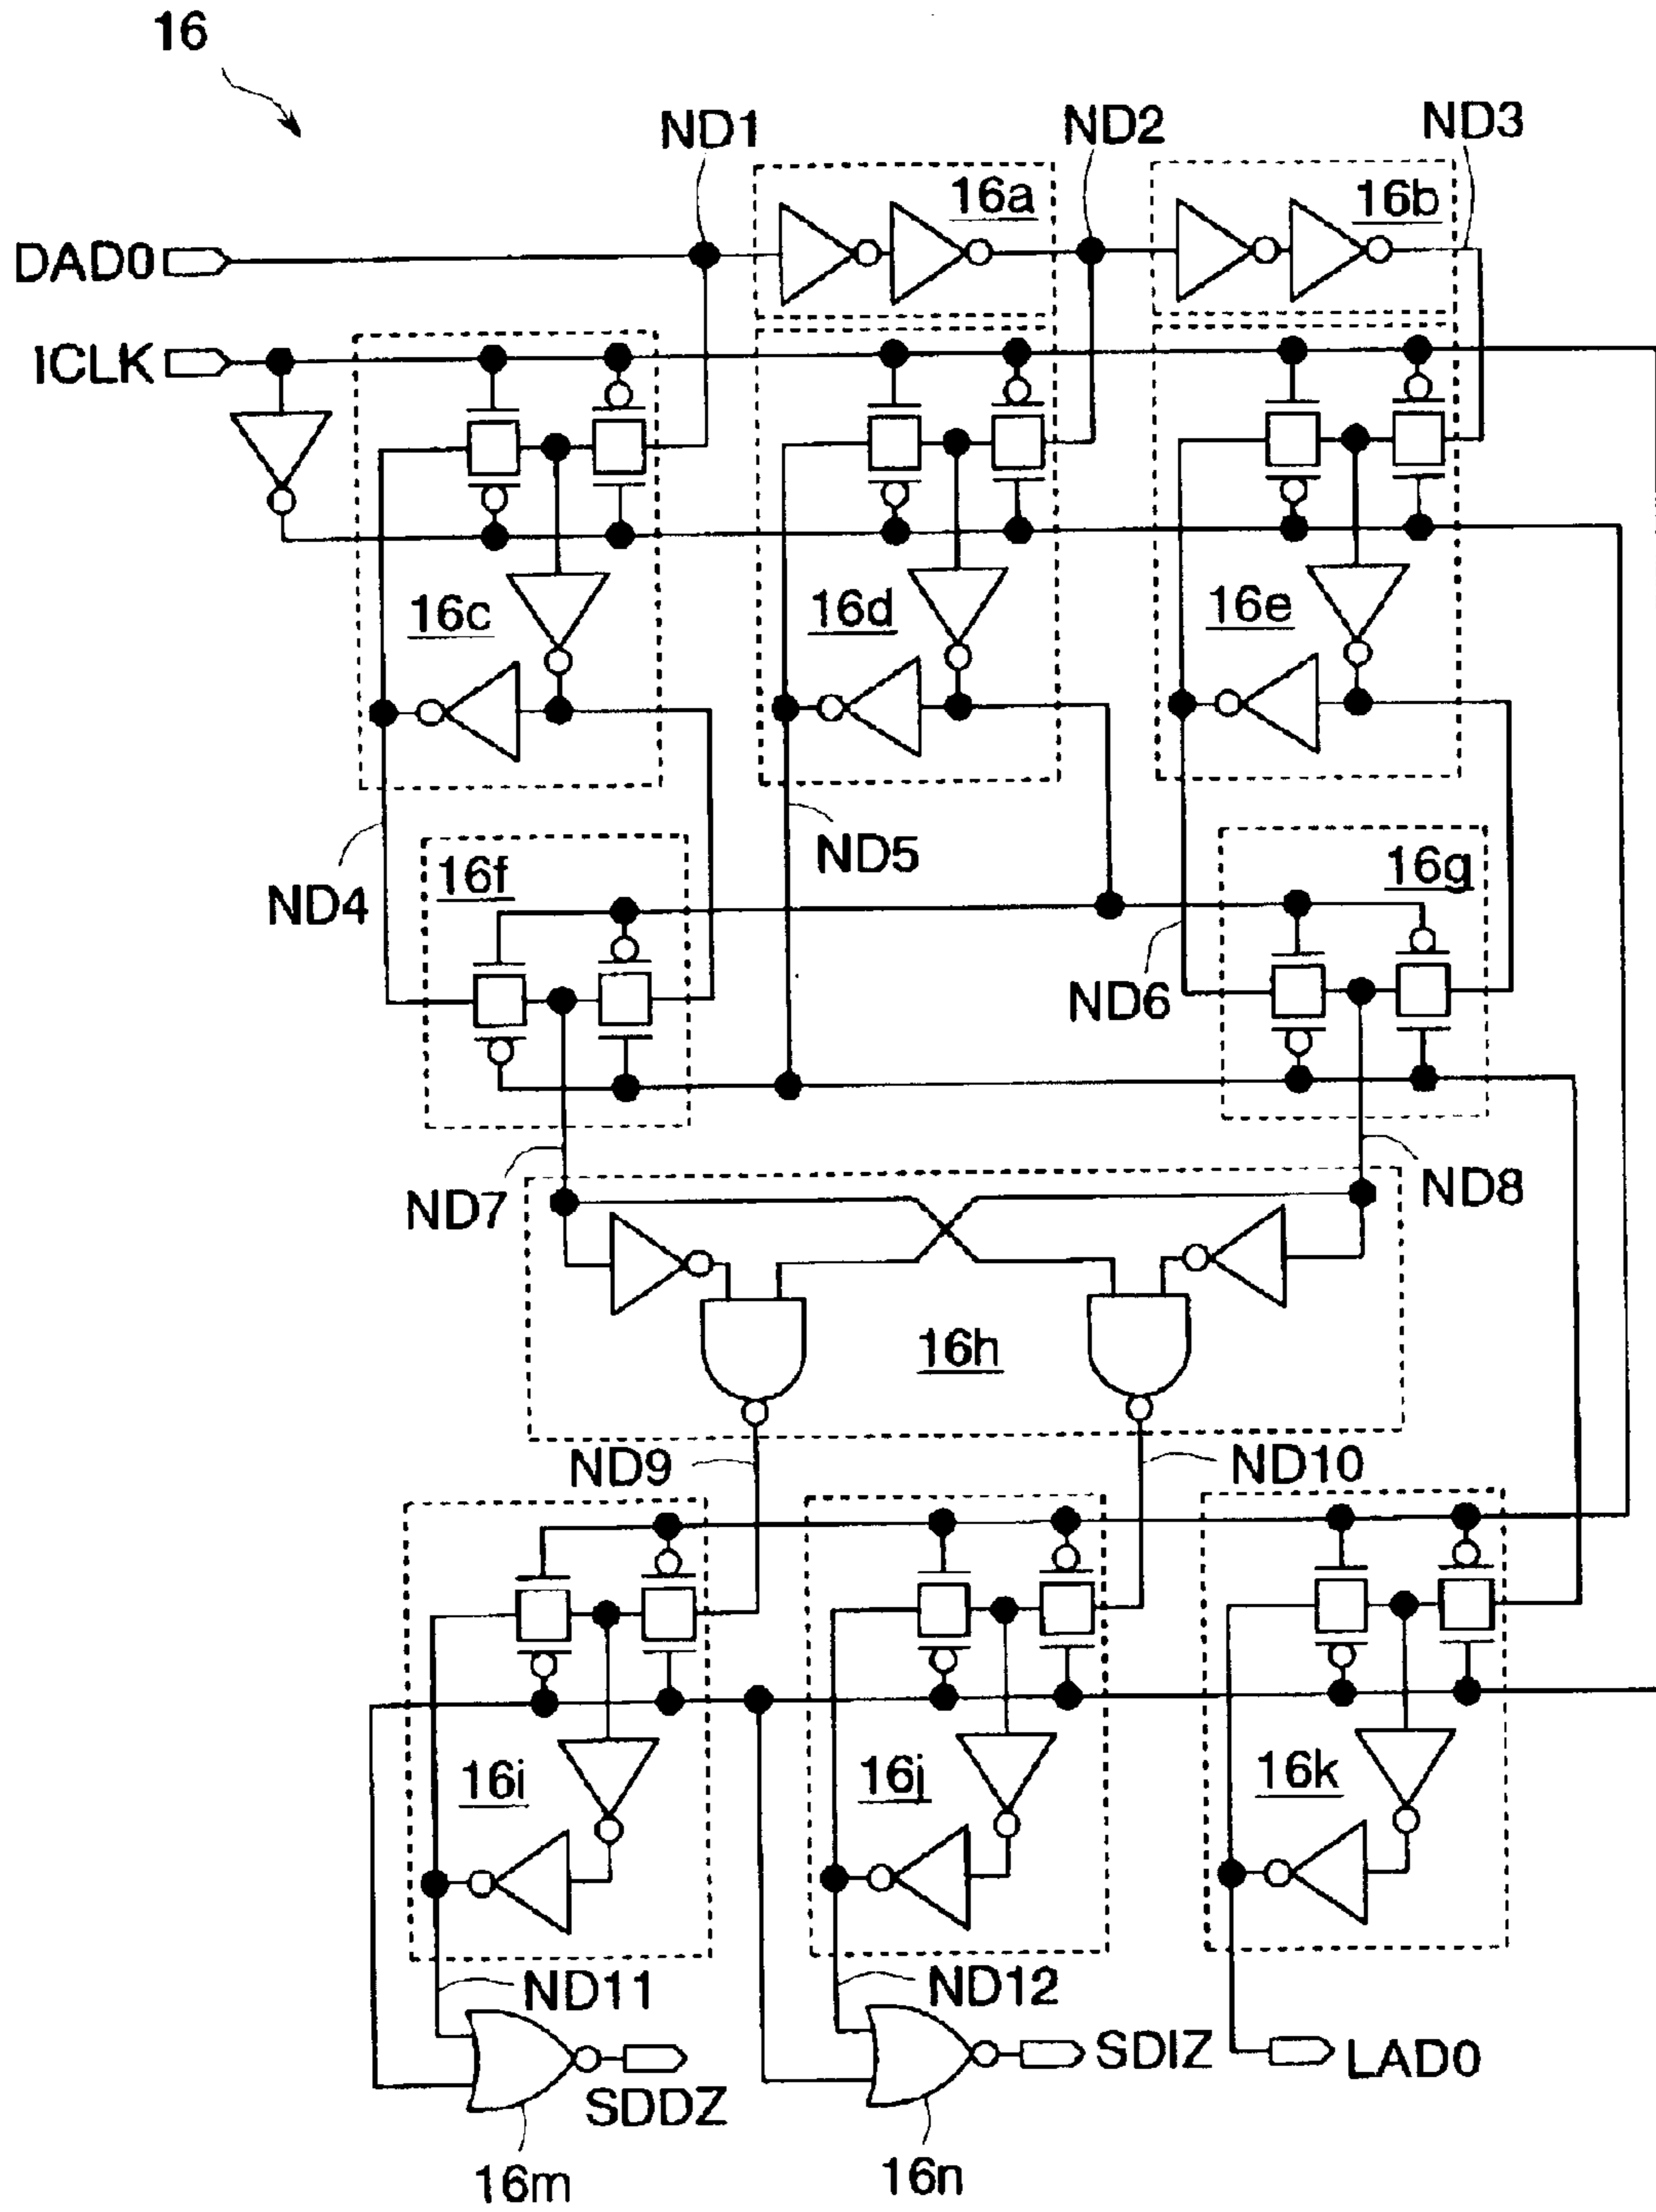 16
ND1
ND2
ND3
16a
16b
DAD0
ICLK
16c
16d
16e
ND4
16f
ND5
16g
ND6
ND7
ND8
16h
ND9
ND10
16i
16j
16k
ND11
ND12
SDDZ
SDIZ
LAD0
16m
16n